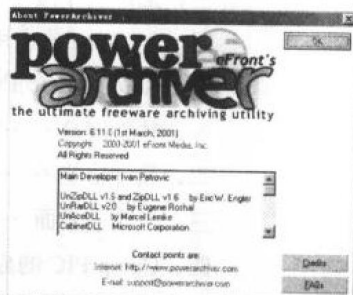 About PowerArchiver
OK
power
eFront's
archiver
the ultimate freeware archiving utility
Version: 6.11 (1st March, 2001)
Copyright 2000-2001 eFront Media, Inc.
All Rights Reserved
Main Developer: Ivan Petrovic
UnZipDLL v1.5 and ZipDLL v1.6 by Eric W. Engler
UnRarDLL v2.0 by Eugene Roshal
UnAceDLL by Marcel Lemke
CabinetDLL Microsoft Corporation
Contact points are:
Internet: http://www.powerarchiver.com
E-mail: support@powerarchiver.com
Credits
FAQs